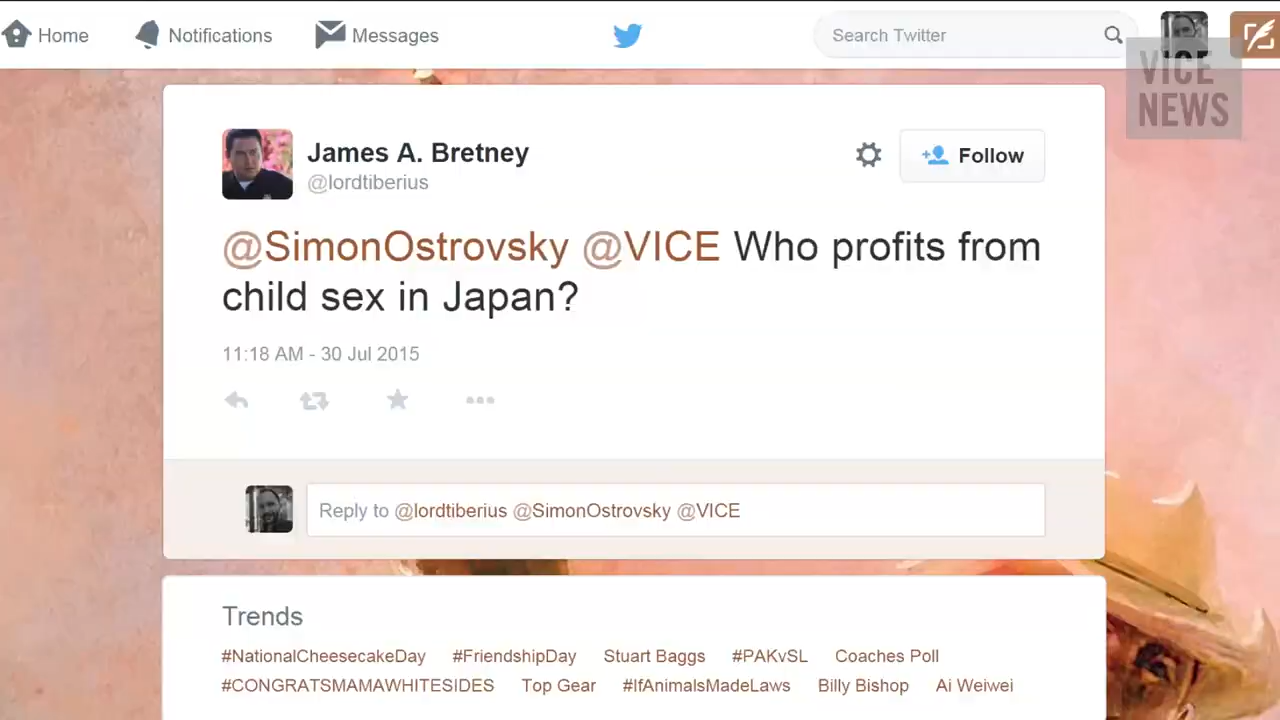 Home Notifications Messages Search Twitter
VICE
NEWS
James A. Bretney
@lordtiberius
Follow
@SimonOstrovsky @VICE Who profits from
child sex in Japan?
11:18 AM - 30 Jul 2015
Reply to @lordtiberius @SimonOstrovsky @VICE
Trends
#NationalCheesecakeDay #FriendshipDay Stuart Baggs #PAKvSL Coaches Poll
#CONGRATSMAMAWHITESIDES Top Gear #IfAnimalsMadeLaws Billy Bishop Ai Weiwei